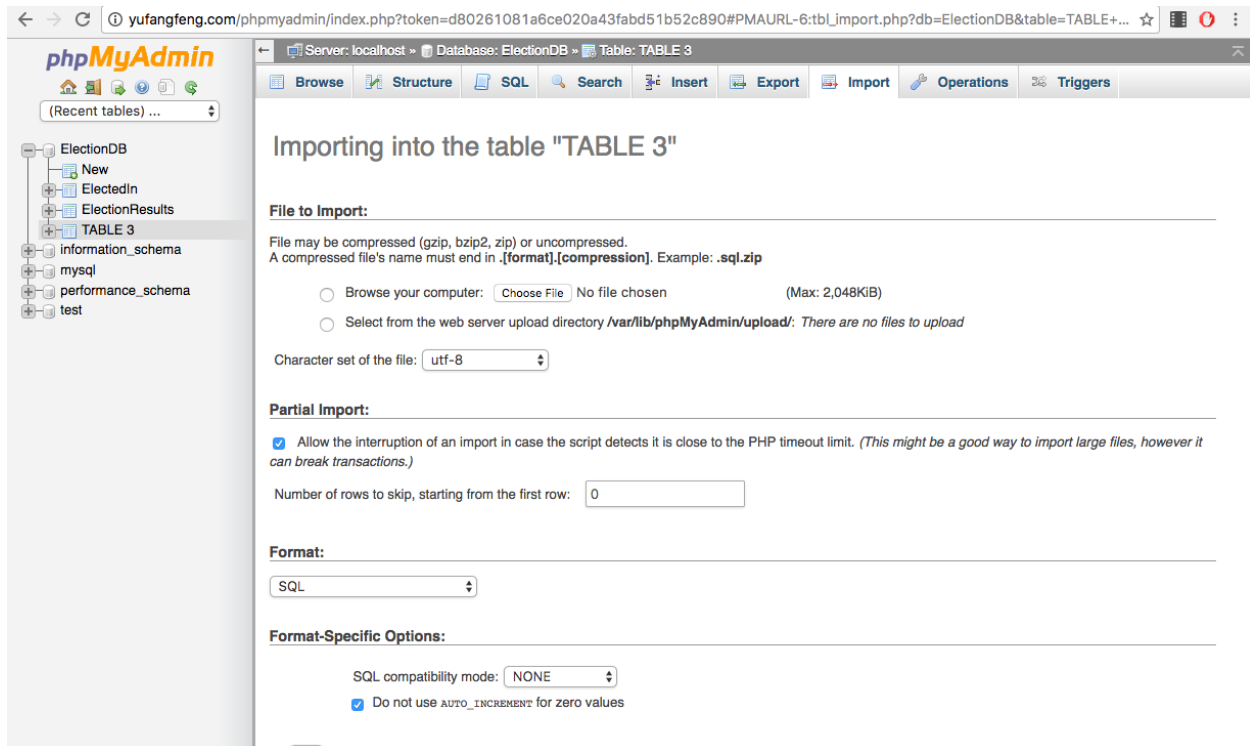 yufangfeng.com/phpmyadmin/index.php?token=d80261081a6ce020a43fabd51b52c890#PMAURL-6:tbl_import.php?db=ElectionDB&table=TABLE+...
phpMyAdmin
(Recent tables) ...
ElectionDB
New
ElectedIn
ElectionResults
TABLE 3
information_schema
mysql
performance_schema
test
Server: localhost » Database: ElectionDB » Table: TABLE 3
Browse Structure SQL Search Insert Export Import Operations Triggers
Importing into the table "TABLE 3"
File to Import:
File may be compressed (gzip, bzip2, zip) or uncompressed.
A compressed file's name must end in .[format].[compression]. Example: .sql.zip
Browse your computer: Choose File No file chosen (Max: 2,048KiB)
Select from the web server upload directory /var/lib/phpMyAdmin/upload/: There are no files to upload
Character set of the file: utf-8
Partial Import:
Allow the interruption of an import in case the script detects it is close to the PHP timeout limit. (This might be a good way to import large files, however it
can break transactions.)
Number of rows to skip, starting from the first row: 0
Format:
SQL
Format-Specific Options:
SQL compatibility mode: NONE
Do not use AUTO_INCREMENT for zero values